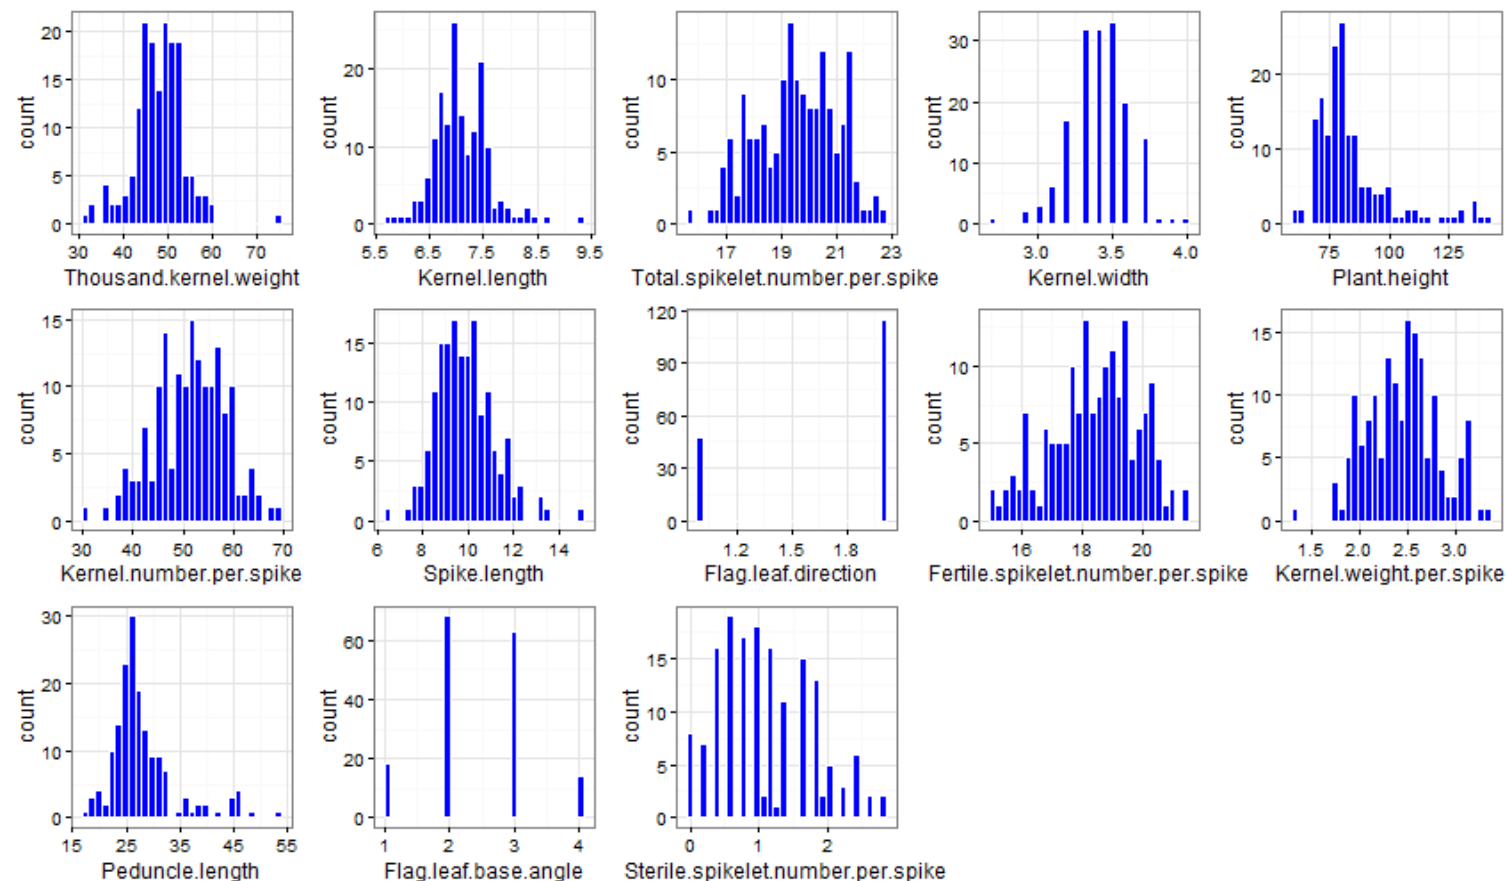 count
20
15
10
5
0
30 40 50 60 70
Thousand.kernel.weight
count
20
10
0
5.5 6.5 7.5 8.5 9.5
Kernel.length
count
10
5
0
17 19 21 23
Total.spikelet.number.per.spike
count
30
20
10
0
3.0 3.5 4.0
Kernel.width
count
20
10
0
75 100 125
Plant.height
count
15
10
5
0
30 40 50 60 70
Kernel.number.per.spike
count
15
10
5
0
6 8 10 12 14
Spike.length
count
120
90
60
30
0
1.2 1.5 1.8
Flag.leaf.direction
count
10
5
0
16 18 20
Fertile.spikelet.number.per.spike
count
15
10
5
0
1.5 2.0 2.5 3.0
Kernel.weight.per.spike
count
30
20
10
0
15 25 35 45 55
Peduncle.length
count
60
40
20
0
1 2 3 4
Flag.leaf.base.angle
count
15
10
5
0
0 1 2
Sterile.spikelet.number.per.spike